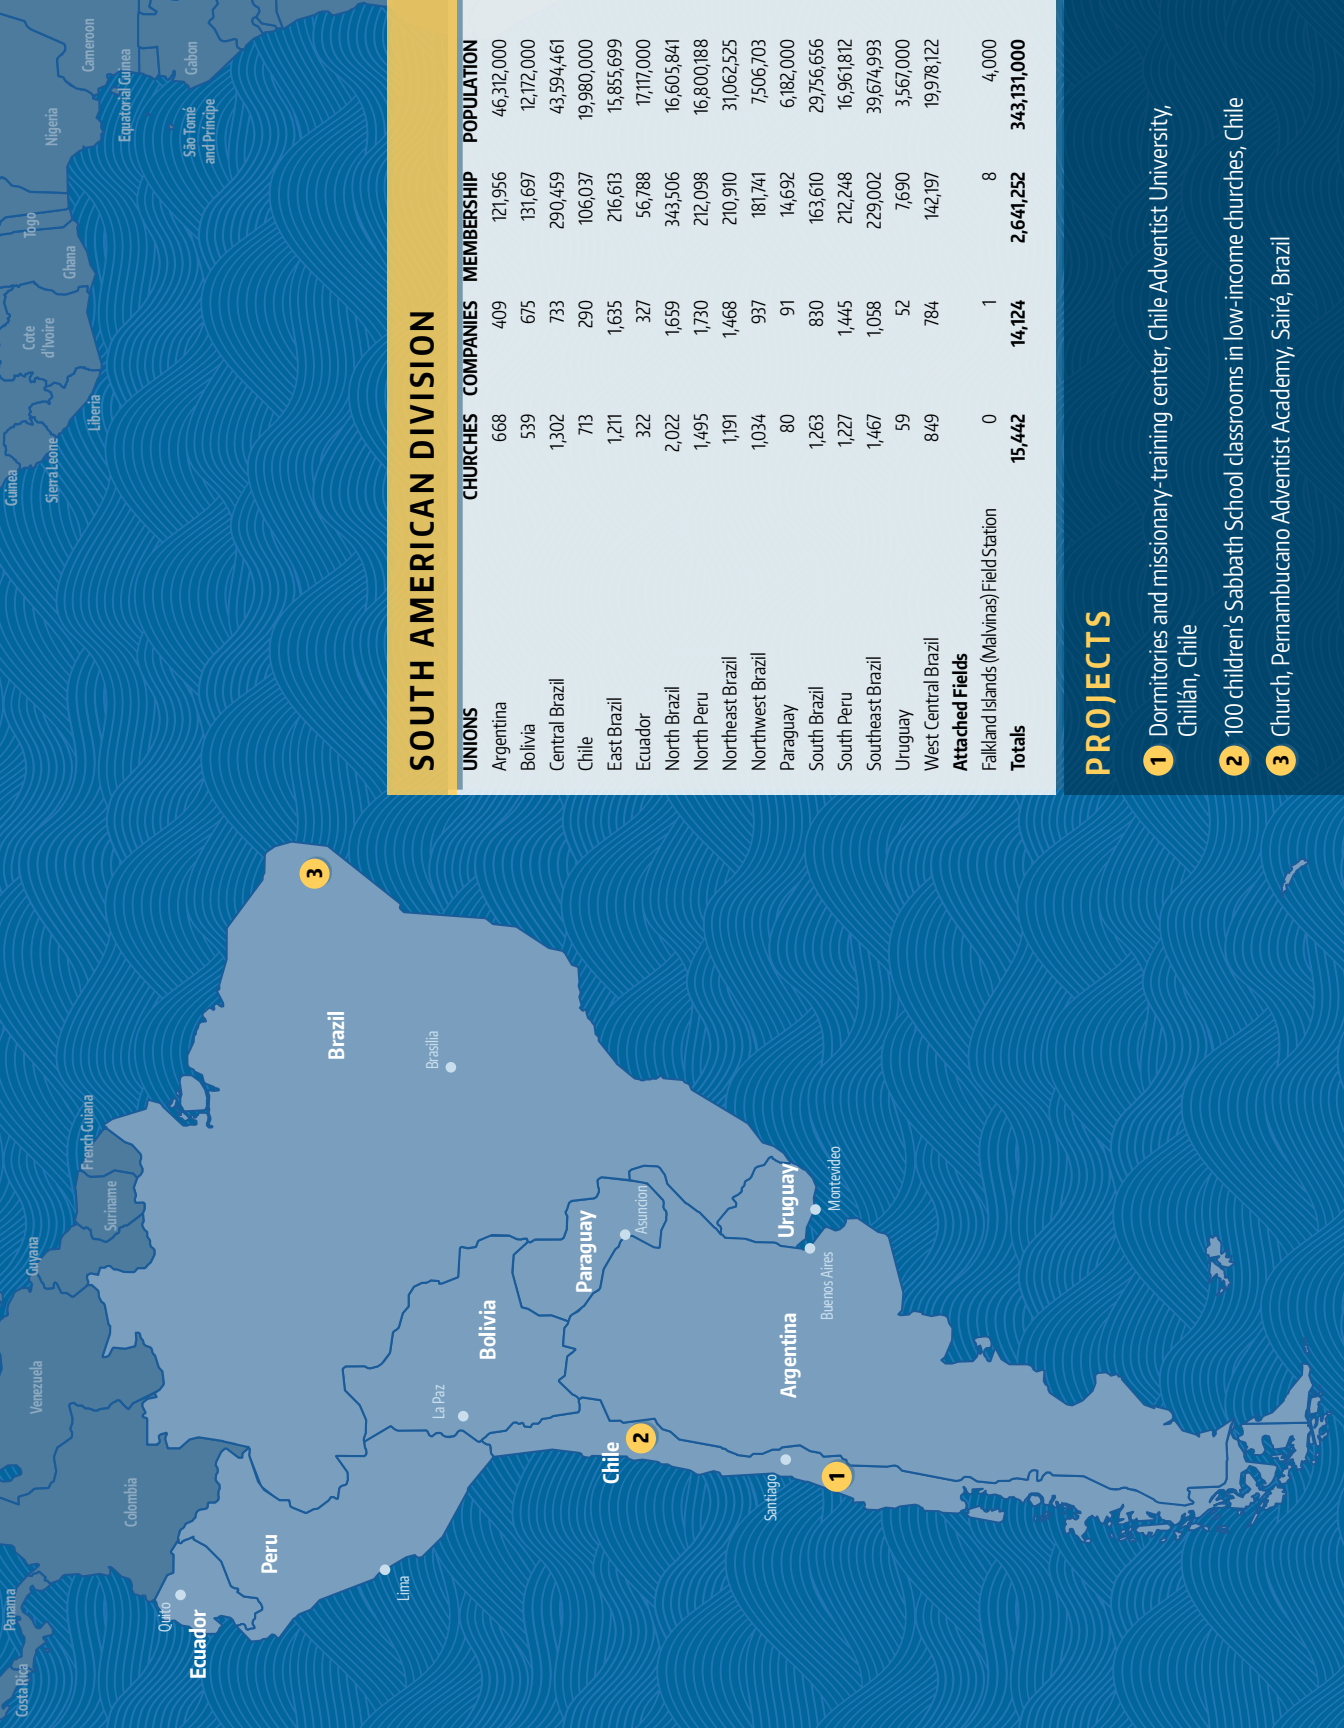 SOUTH AMERICAN DIVISION
UNIONS CHURCHES COMPANIES MEMBERSHIP POPULATION
Argentina 668 409 121,956 46,312,000
Bolivia 539 675 131,697 12,172,000
Central Brazil 1,302 733 290,459 43,594,461
Chile 713 290 106,037 19,980,000
East Brazil 1,211 1,635 216,613 15,855,699
Ecuador 322 327 56,788 17,117,000
North Brazil 2,022 1,659 343,506 16,605,841
North Peru 1,495 1,730 212,098 16,800,188
Northeast Brazil 1,191 1,468 210,910 31,062,525
Northwest Brazil 1,034 937 181,741 7,506,703
Paraguay 80 91 14,692 6,182,000
South Brazil 1,263 830 163,610 29,756,656
South Peru 1,227 1,445 212,248 16,961,812
Southeast Brazil 1,467 1,058 229,002 39,674,993
Uruguay 59 52 7,690 3,567,000
West Central Brazil 849 784 142,197 19,978,122
Attached Fields
Falkland Islands (Malvinas) Field Station 0 1 8 4,000
Totals 15,442 14,124 2,641,252 343,131,000
PROJECTS
1 Dormitories and missionary-training center, Chile Adventist University,
Chillán, Chile
2 100 children's Sabbath School classrooms in low-income churches, Chile
3 Church, Pernambucano Adventist Academy, Sairé, Brazil
Costa Rica
Panama
Venezuela
Guyana
Suriname
French Guiana
Colombia
Quito
Ecuador
Peru
Lima
Brazil
Brasilia
3
La Paz
Bolivia
Paraguay
Asuncion
Chile
2
Santiago
1
Argentina
Uruguay
Buenos Aires
Montevideo
Guinea
Sierra Leone
Liberia
Cote
d'Ivoire
Ghana
Togo
Nigeria
Cameroon
Equatorial Guinea
Gabon
São Tomé
and Príncipe